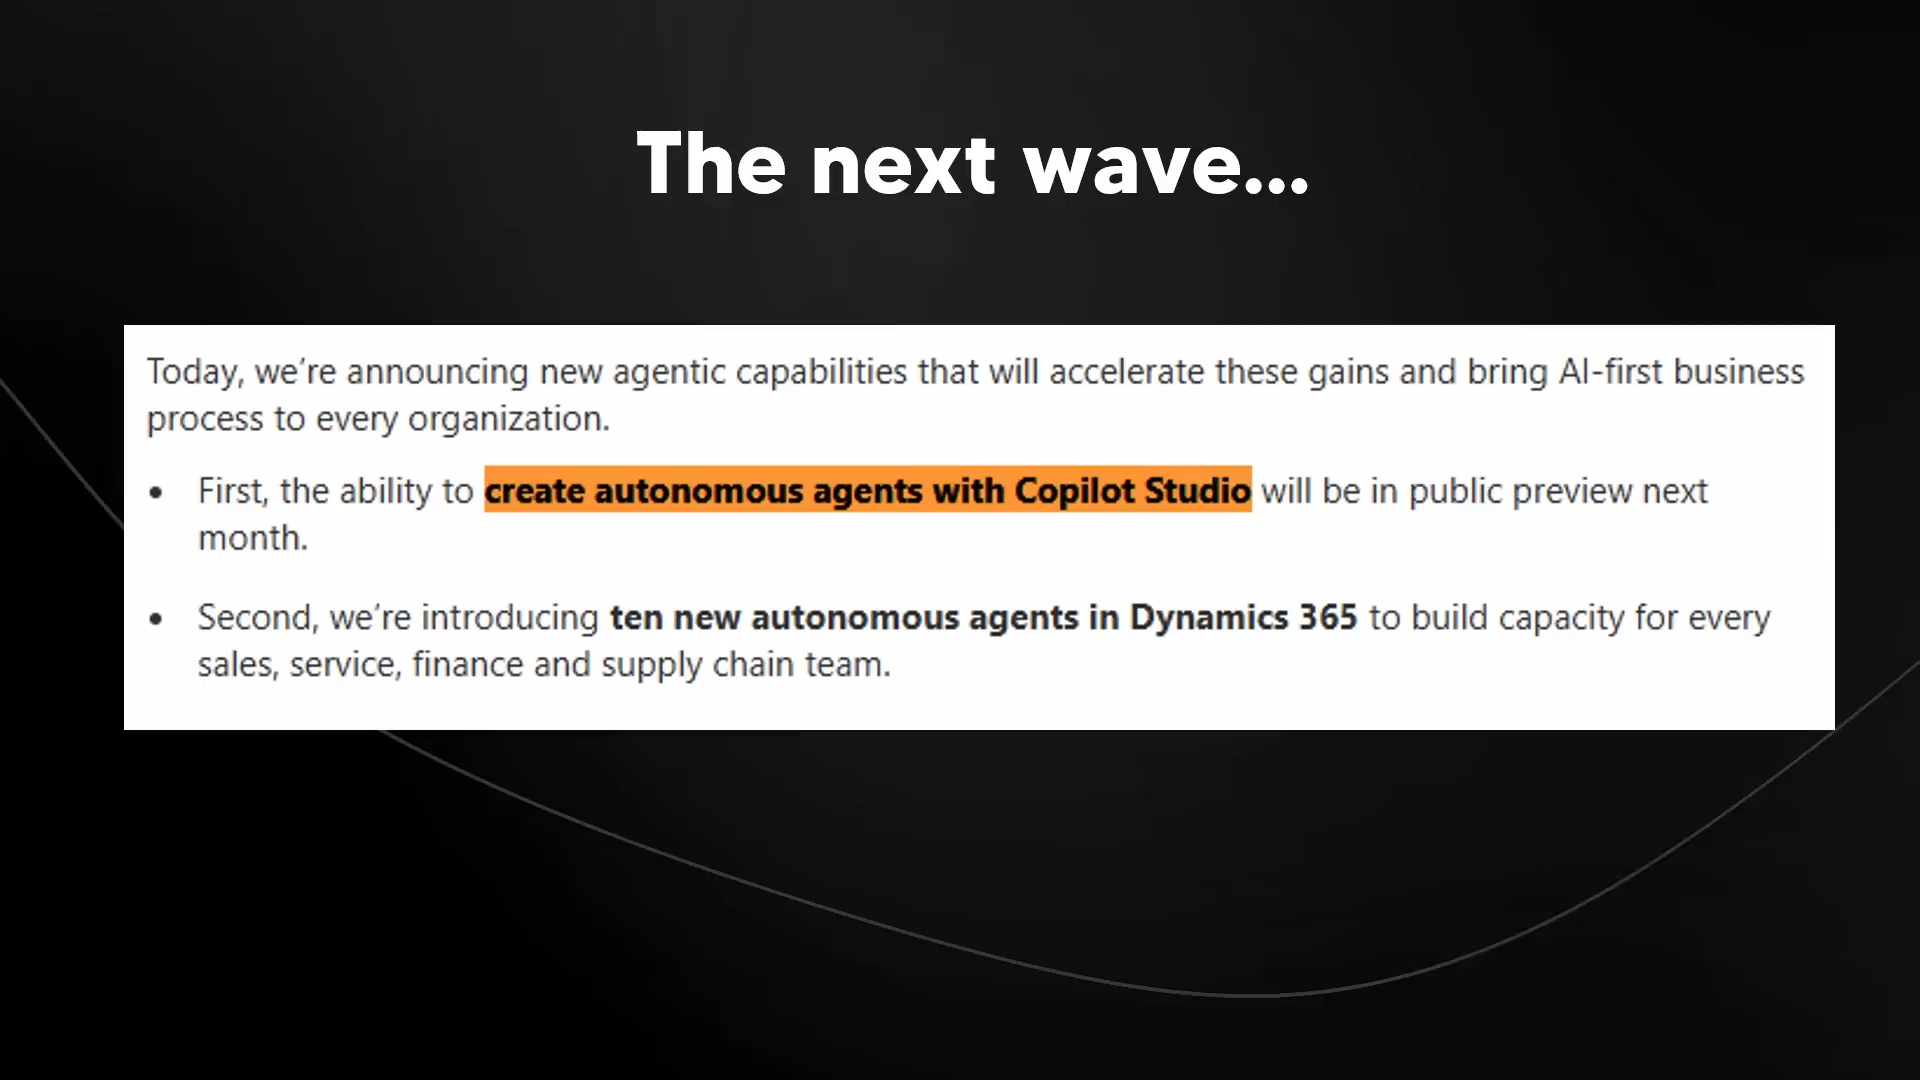 The next wave...
Today, we’re announcing new agentic capabilities that will accelerate these gains and bring AI-first business
process to every organization.
• First, the ability to create autonomous agents with Copilot Studio will be in public preview next
month.
• Second, we’re introducing ten new autonomous agents in Dynamics 365 to build capacity for every
sales, service, finance and supply chain team.